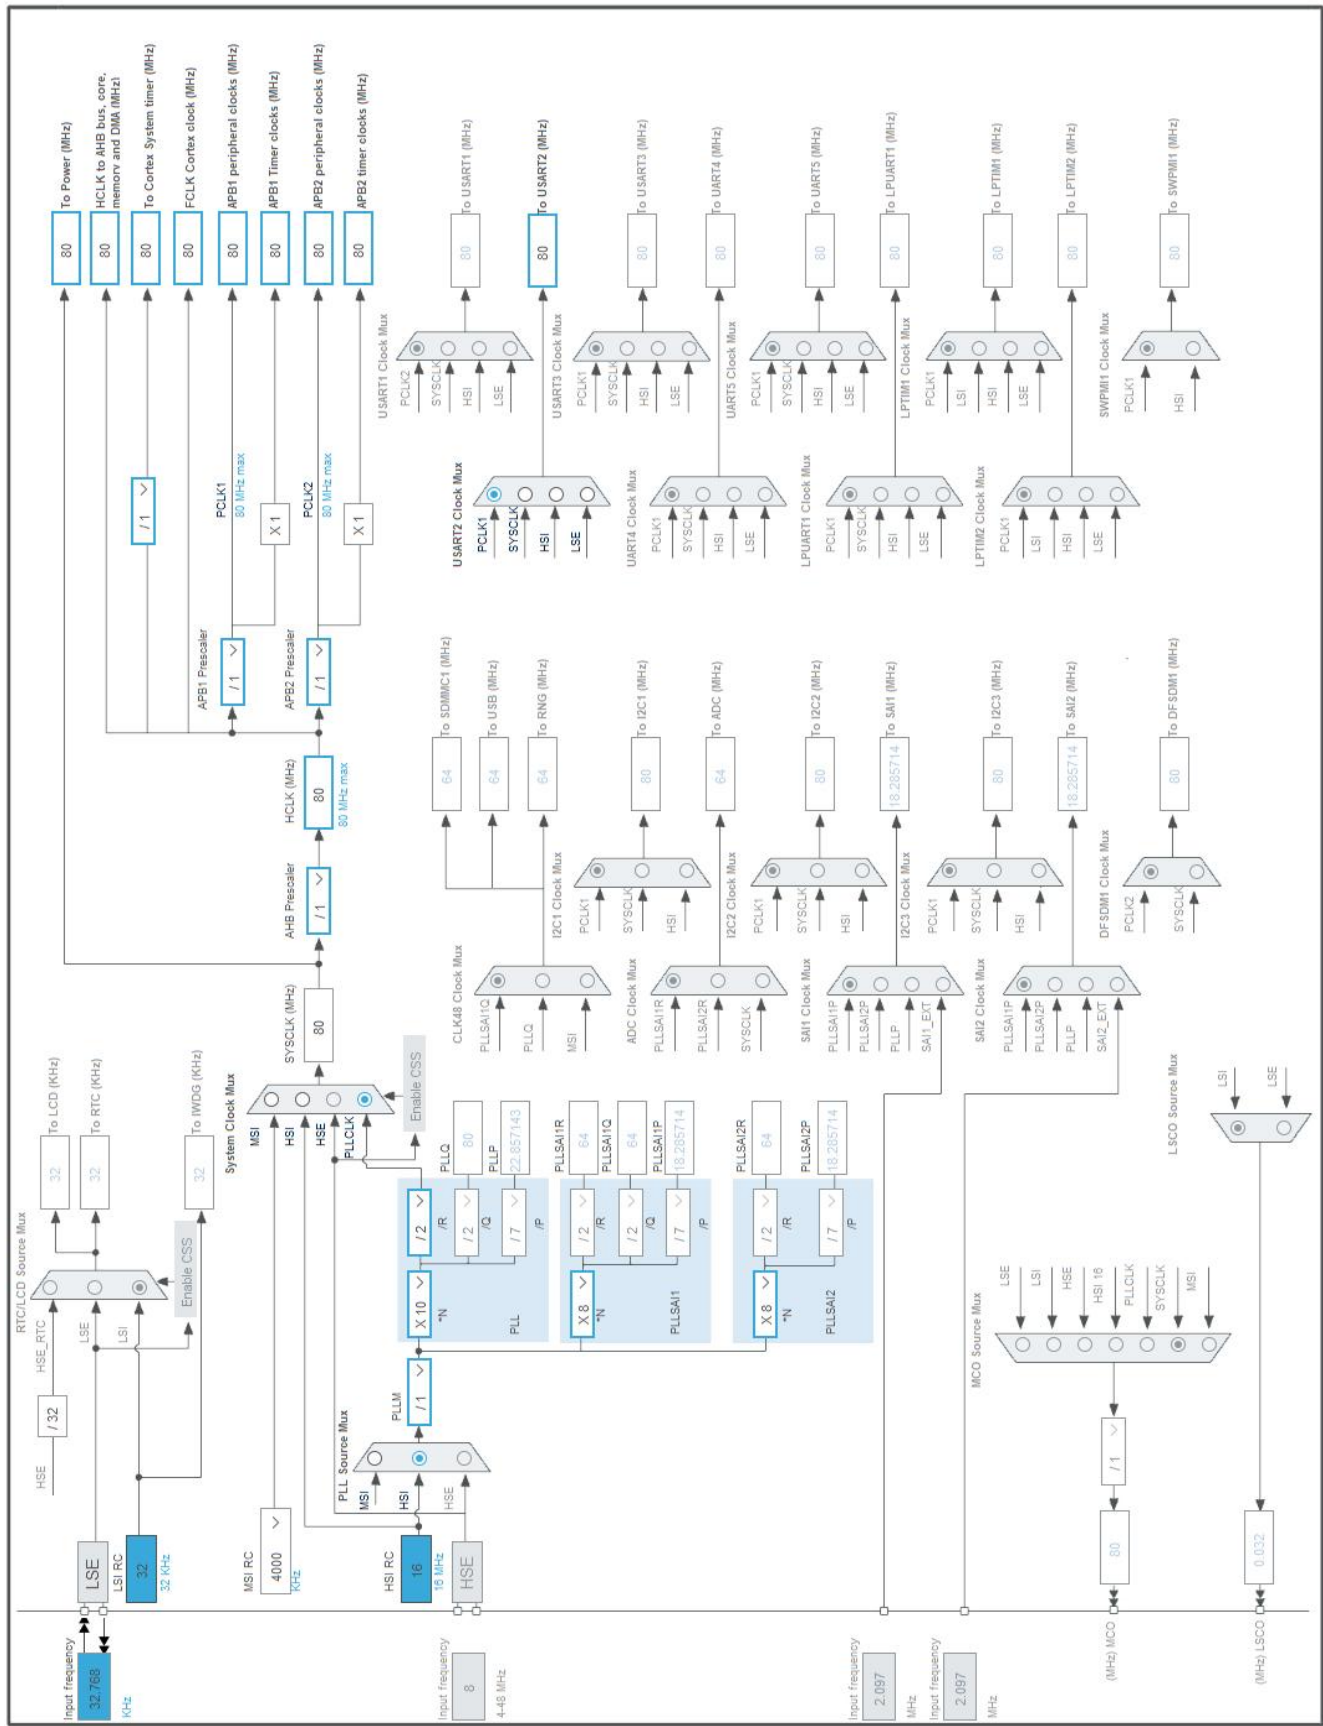 Input frequency
32.768
KHz
LSE
LSI RC
32
32 KHz
HSE
/ 32
HSE_RTC
LSE
LSI
RTC/LCD Source Mux
Enable CSS
32
To LCD (KHz)
32
To RTC (KHz)
32
To IWDG (KHz)
MSI RC
4000
KHz
HSI RC
16
16 MHz
Input frequency
8
4-48 MHz
HSE
PLL Source Mux
MSI
HSI
HSE
PLLM
/ 1
X 10
*N
PLL
/ 2
/R
/ 2
/Q
/ 7
/P
PLLQ
80
PLLP
22.857143
X 8
*N
PLLSAI1
/ 2
/R
/ 2
/Q
/ 7
/P
PLLSAI1R
64
PLLSAI1Q
64
PLLSAI1P
18.285714
X 8
*N
PLLSAI2
/ 2
/R
/ 7
/P
PLLSAI2R
64
PLLSAI2P
18.285714
System Clock Mux
MSI
HSI
HSE
PLLCLK
Enable CSS
SYSCLK (MHz)
80
AHB Prescaler
/ 1
HCLK (MHz)
80
80 MHz max
APB1 Prescaler
/ 1
APB2 Prescaler
/ 1
/ 1
PCLK1
80 MHz max
X 1
PCLK2
80 MHz max
X 1
80
To Power (MHz)
80
HCLK to AHB bus, core,
memory and DMA (MHz)
80
To Cortex System timer (MHz)
80
FCLK Cortex clock (MHz)
80
APB1 peripheral clocks (MHz)
80
APB1 Timer clocks (MHz)
80
APB2 peripheral clocks (MHz)
80
APB2 timer clocks (MHz)
CLK48 Clock Mux
PLLSAI1Q
PLLQ
MSI
64
To SDMMC1 (MHz)
64
To USB (MHz)
64
To RNG (MHz)
I2C1 Clock Mux
PCLK1
SYSCLK
HSI
80
To I2C1 (MHz)
ADC Clock Mux
PLLSAI1R
PLLSAI2R
SYSCLK
64
To ADC (MHz)
I2C2 Clock Mux
PCLK1
SYSCLK
HSI
80
To I2C2 (MHz)
SAI1 Clock Mux
PLLSAI1P
PLLSAI2P
PLLP
SAI1_EXT
18.285714
To SAI1 (MHz)
I2C3 Clock Mux
PCLK1
SYSCLK
HSI
80
To I2C3 (MHz)
SAI2 Clock Mux
PLLSAI1P
PLLSAI2P
PLLP
SAI2_EXT
18.285714
To SAI2 (MHz)
DFSDM1 Clock Mux
PCLK2
SYSCLK
80
To DFSDM1 (MHz)
USART1 Clock Mux
PCLK2
SYSCLK
HSI
LSE
80
To USART1 (MHz)
USART2 Clock Mux
PCLK1
SYSCLK
HSI
LSE
80
To USART2 (MHz)
USART3 Clock Mux
PCLK1
SYSCLK
HSI
LSE
80
To USART3 (MHz)
UART4 Clock Mux
PCLK1
SYSCLK
HSI
LSE
80
To UART4 (MHz)
UART5 Clock Mux
PCLK1
SYSCLK
HSI
LSE
80
To UART5 (MHz)
LPUART1 Clock Mux
PCLK1
SYSCLK
HSI
LSE
80
To LPUART1 (MHz)
LPTIM1 Clock Mux
PCLK1
LSI
HSI
LSE
80
To LPTIM1 (MHz)
LPTIM2 Clock Mux
PCLK1
LSI
HSI
LSE
80
To LPTIM2 (MHz)
SWPMI1 Clock Mux
PCLK1
HSI
80
To SWPMI1 (MHz)
Input frequency
2.097
MHz
Input frequency
2.097
MHz
MCO Source Mux
LSE
LSI
HSE
HSI 16
PLLCLK
SYSCLK
MSI
/ 1
80
(MHz) MCO
LSCO Source Mux
LSI
LSE
0.032
(MHz) LSCO